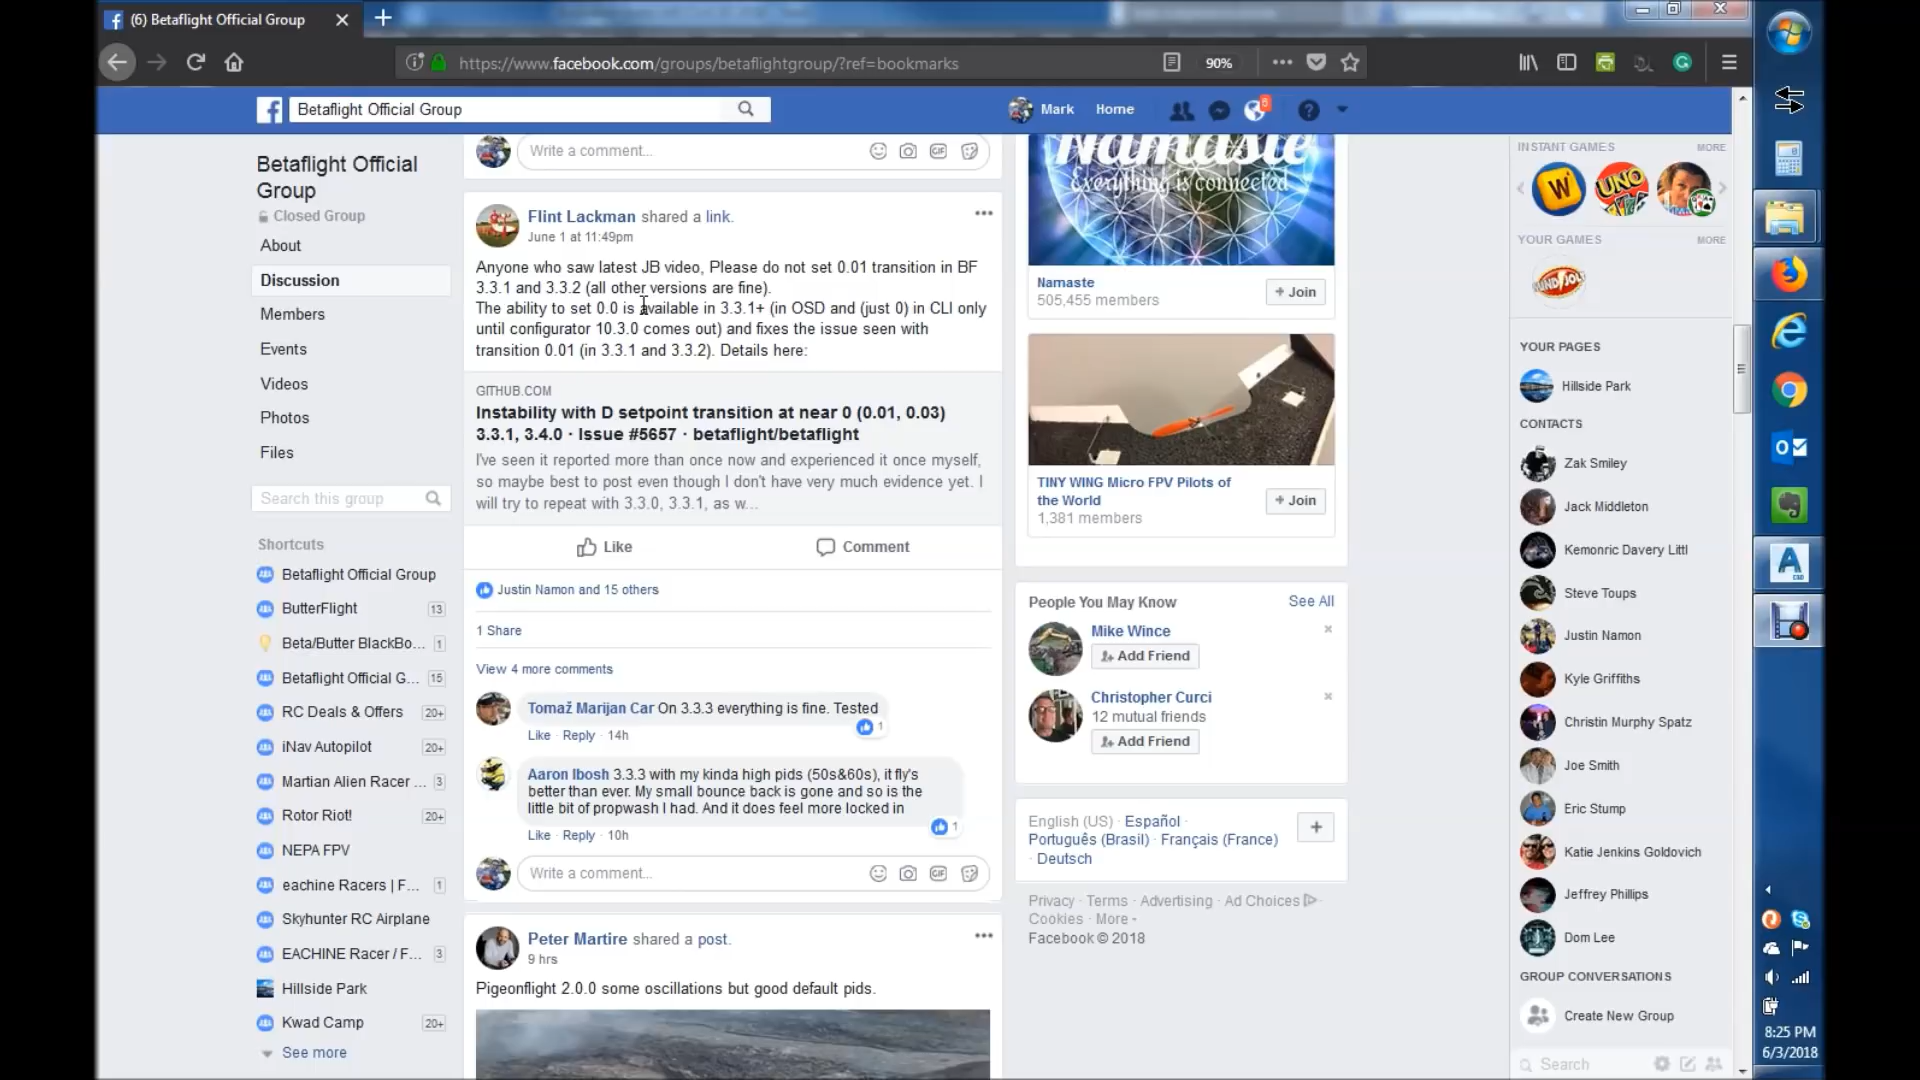 (6) Betaflight Official Group
https://www.facebook.com/groups/betaflightgroup/?ref=bookmarks
90%
Betaflight Official Group
Mark
Home
8
Betaflight Official
Group
Closed Group
About
Discussion
Members
Events
Videos
Photos
Files
Search this group
Shortcuts
Betaflight Official Group
ButterFlight 13
Beta/Butter BlackBo... 1
Betaflight Official G... 15
RC Deals & Offers 20+
iNav Autopilot 20+
Martian Alien Racer ... 3
Rotor Riot! 20+
NEPA FPV
eachine Racers | F... 1
Skyhunter RC Airplane
EACHINE Racer / F... 3
Hillside Park
Kwad Camp 20+
See more
Write a comment...
GIF
Flint Lackman shared a link.
June 1 at 11:49pm
Anyone who saw latest JB video, Please do not set 0.01 transition in BF
3.3.1 and 3.3.2 (all other versions are fine).
The ability to set 0.0 is available in 3.3.1+ (in OSD and (just 0) in CLI only
until configurator 10.3.0 comes out) and fixes the issue seen with
transition 0.01 (in 3.3.1 and 3.3.2). Details here:
GITHUB.COM
Instability with D setpoint transition at near 0 (0.01, 0.03)
3.3.1, 3.4.0 · Issue #5657 · betaflight/betaflight
I've seen it reported more than once now and experienced it once myself,
so maybe best to post even though I don't have very much evidence yet. I
will try to repeat with 3.3.0, 3.3.1, as w...
Like
Comment
Justin Namon and 15 others
1 Share
View 4 more comments
Tomaž Marijan Car On 3.3.3 everything is fine. Tested
1
Like · Reply · 14h
Aaron Ibosh 3.3.3 with my kinda high pids (50s&60s), it fly's
better than ever. My small bounce back is gone and so is the
little bit of propwash I had. And it does feel more locked in
1
Like · Reply · 10h
Write a comment...
GIF
Peter Martire shared a post.
9 hrs
Pigeonflight 2.0.0 some oscillations but good default pids.
Namaste
Everything is connected
Namaste
505,455 members
+ Join
TINY WING Micro FPV Pilots of
the World
1,381 members
+ Join
People You May Know
See All
Mike Wince
Add Friend
Christopher Curci
12 mutual friends
Add Friend
English (US) · Español ·
Português (Brasil) · Français (France)
· Deutsch
Privacy · Terms · Advertising · Ad Choices ·
Cookies · More
Facebook © 2018
INSTANT GAMES
MORE
W
UNO
YOUR GAMES
MORE
YOUR PAGES
Hillside Park
CONTACTS
Zak Smiley
Jack Middleton
Kemonric Davery Littl
Steve Toups
Justin Namon
Kyle Griffiths
Christin Murphy Spatz
Joe Smith
Eric Stump
Katie Jenkins Goldovich
Jeffrey Phillips
Dom Lee
GROUP CONVERSATIONS
Create New Group
Search
8:25 PM
6/3/2018